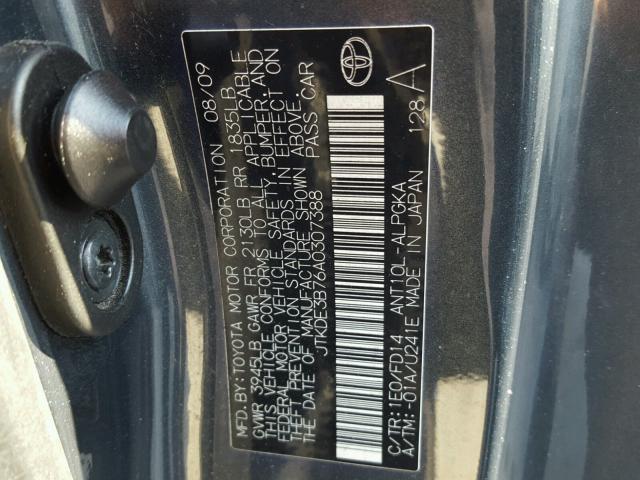 MFD. BY: TOYOTA MOTOR CORPORATION 08/09
GVWR 3945LB GAWR FR 2130LB RR 1835LB
THIS VEHICLE CONFORMS TO ALL APPLICABLE
FEDERAL MOTOR VEHICLE SAFETY, BUMPER, AND
THEFT PREVENTION STANDARDS IN EFFECT ON
THE DATE OF MANUFACTURE SHOWN ABOVE.
JTKDE3B76A0307388 PASS CAR
C/TR: 1E0/FD14 ANT10L-ALPGKA
A/TM: -01A/U241E MADE IN JAPAN
128 A